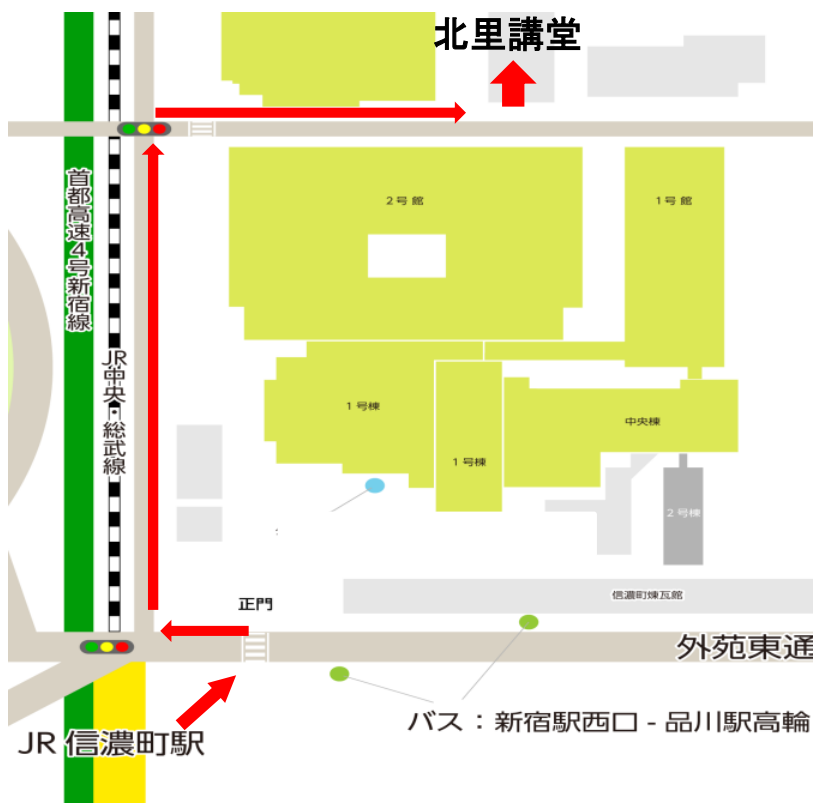 北里講堂
首都高速4号新宿線
JR中央・総武線
2号館
1号館
1号棟
1号棟
中央棟
2号棟
信濃町煉瓦館
正門
外苑東通
JR 信濃町駅
バス：新宿駅西口 - 品川駅高輪